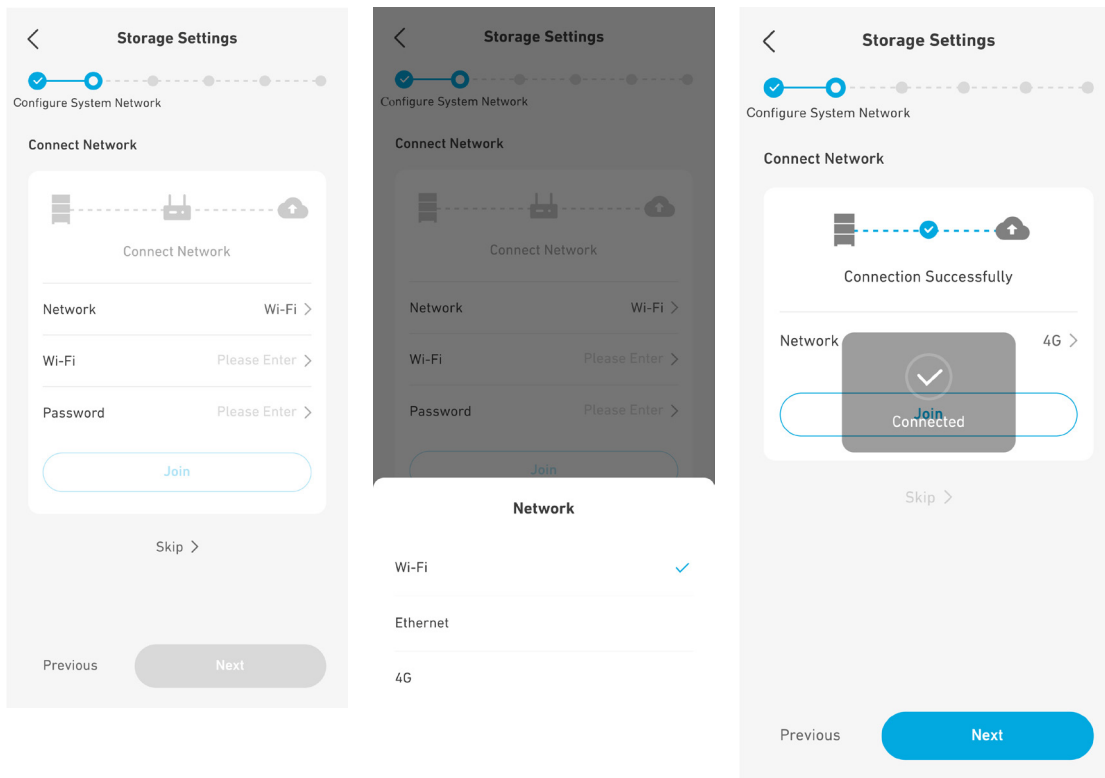 Storage Settings
Configure System Network
Connect Network
Connect Network
Network Wi-Fi
Wi-Fi Please Enter
Password Please Enter
Join
Skip
Previous Next
Storage Settings
Configure System Network
Connect Network
Connect Network
Network Wi-Fi
Wi-Fi Please Enter
Password Please Enter
Join
Network
Wi-Fi
Ethernet
4G
Storage Settings
Configure System Network
Connect Network
Connection Successfully
Network 4G
Join
Connected
Skip
Previous Next